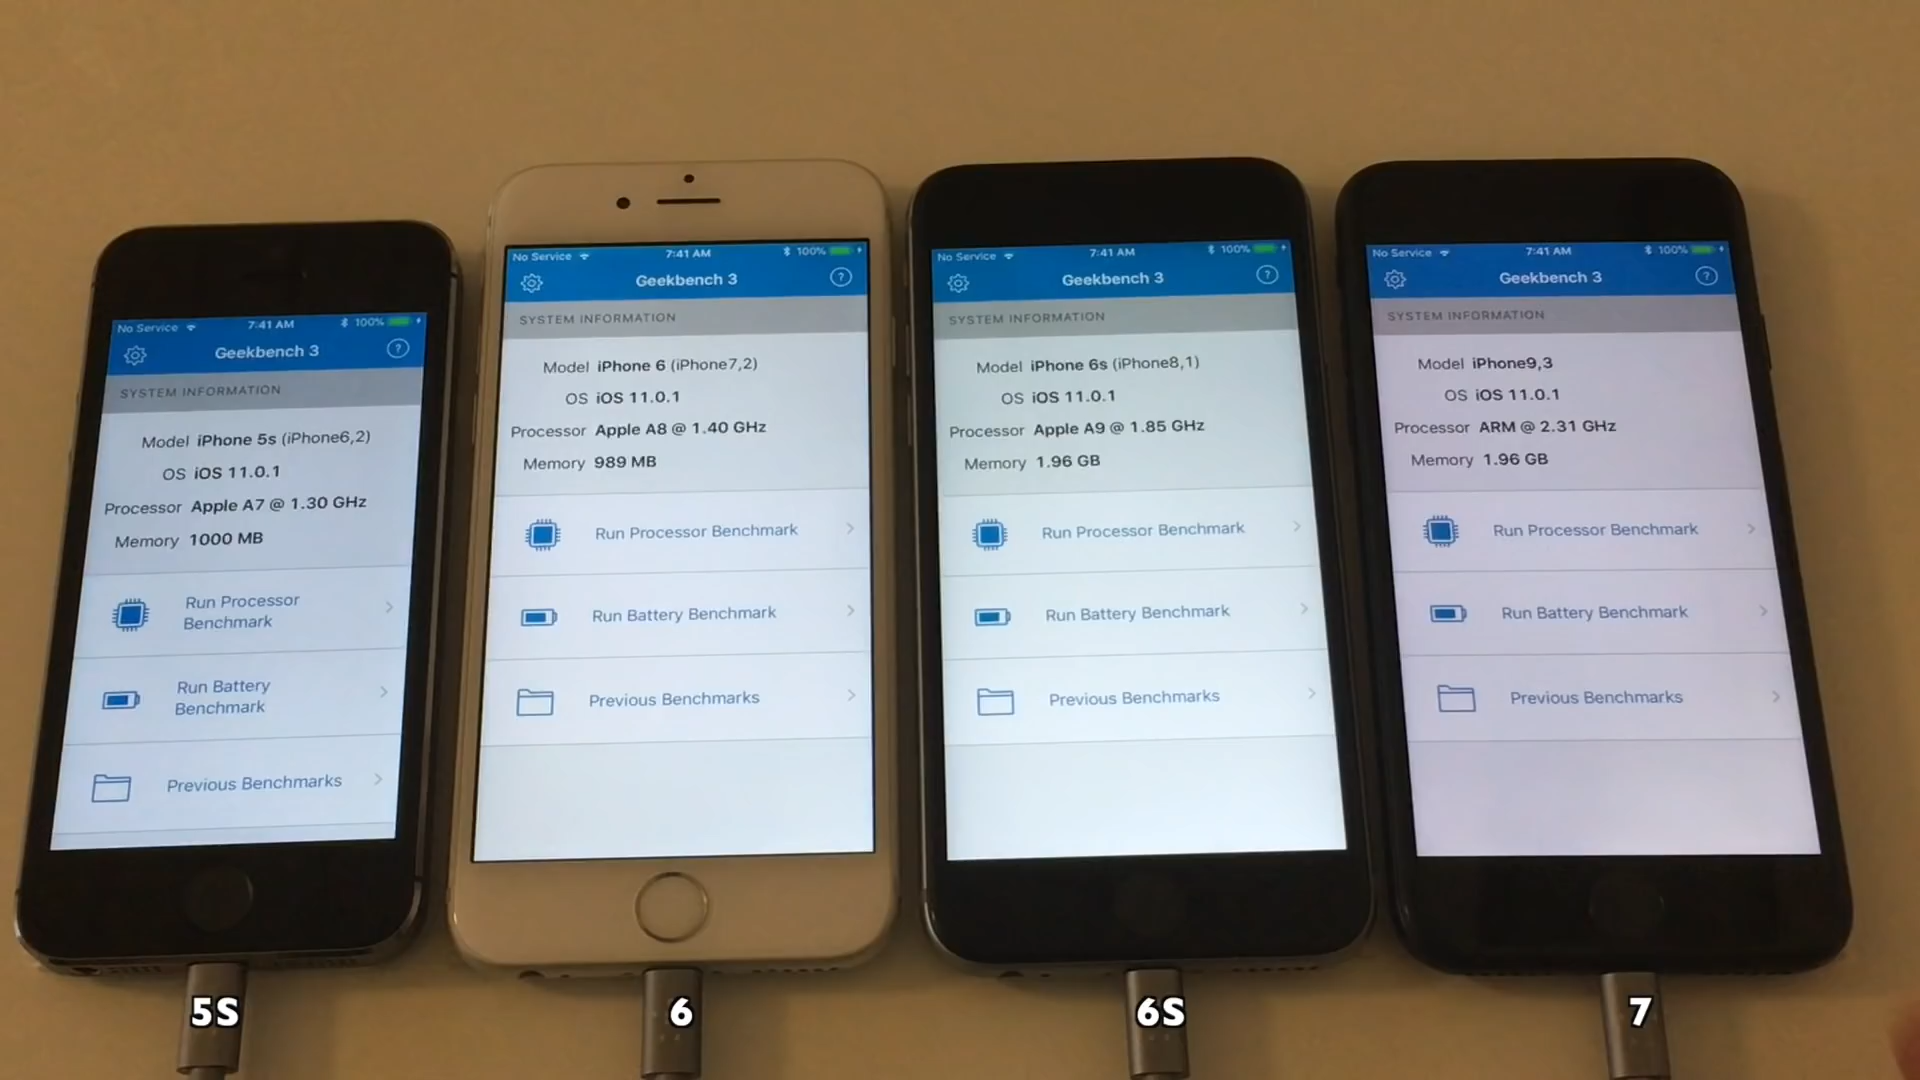 No Service 7:41 AM 100%
Geekbench 3 ?
SYSTEM INFORMATION
Model iPhone 5s (iPhone6,2)
OS iOS 11.0.1
Processor Apple A7 @ 1.30 GHz
Memory 1000 MB
Run Processor
Benchmark
Run Battery
Benchmark
Previous Benchmarks
5S
No Service 7:41 AM 100%
Geekbench 3 ?
SYSTEM INFORMATION
Model iPhone 6 (iPhone7,2)
OS iOS 11.0.1
Processor Apple A8 @ 1.40 GHz
Memory 989 MB
Run Processor Benchmark
Run Battery Benchmark
Previous Benchmarks
6
No Service 7:41 AM 100%
Geekbench 3 ?
SYSTEM INFORMATION
Model iPhone 6s (iPhone8,1)
OS iOS 11.0.1
Processor Apple A9 @ 1.85 GHz
Memory 1.96 GB
Run Processor Benchmark
Run Battery Benchmark
Previous Benchmarks
6S
No Service 7:41 AM 100%
Geekbench 3 ?
SYSTEM INFORMATION
Model iPhone9,3
OS iOS 11.0.1
Processor ARM @ 2.31 GHz
Memory 1.96 GB
Run Processor Benchmark
Run Battery Benchmark
Previous Benchmarks
7